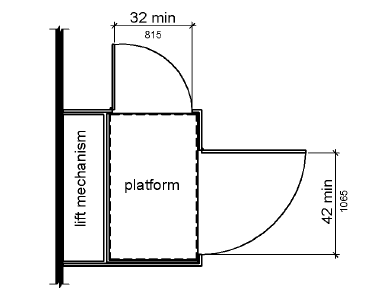 32 min
815
lift mechanism
platform
42 min
1065